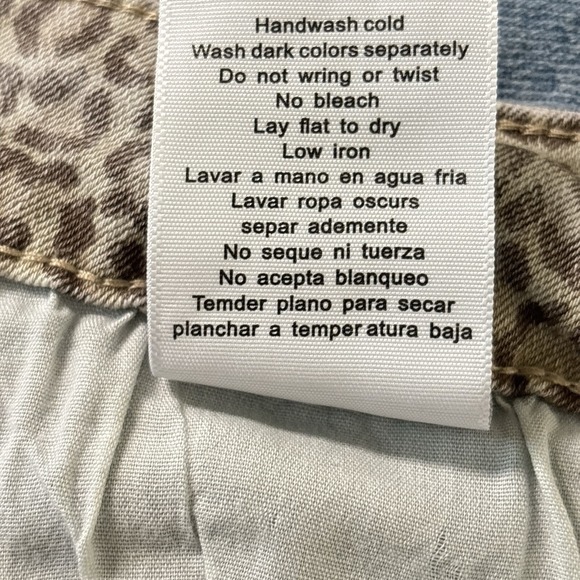 Handwash cold
Wash dark colors separately
Do not wring or twist
No bleach
Lay flat to dry
Low iron
Lavar a mano en agua fria
Lavar ropa oscurs
separ ademente
No seque ni tuerza
No acepta blanqueo
Temder plano para secar
planchar a temper atura baja